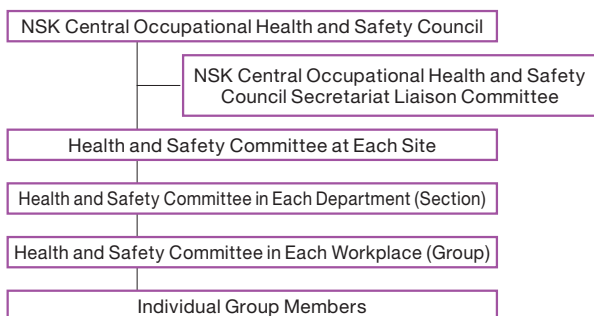 NSK Central Occupational Health and Safety Council
NSK Central Occupational Health and Safety
Council Secretariat Liaison Committee
Health and Safety Committee at Each Site
Health and Safety Committee in Each Department (Section)
Health and Safety Committee in Each Workplace (Group)
Individual Group Members